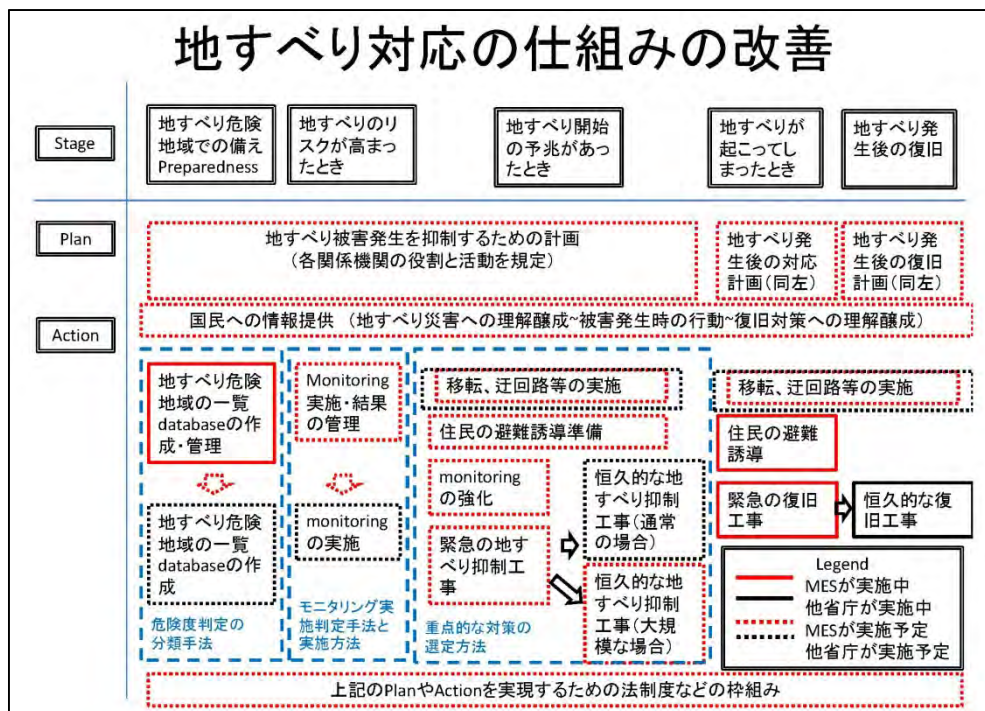 地すべり対応の仕組みの改善
Stage
地すべり危険
地域での備え
Preparedness
地すべりのリ
スクが高まっ
たとき
地すべり開始
の予兆があっ
たとき
地すべりが
起こってし
まったとき
地すべり発
生後の復旧
Plan
地すべり被害発生を抑制するための計画
(各関係機関の役割と活動を規定)
地すべり発
生後の対応
計画(同左)
地すべり発
生後の復旧
計画(同左)
Action
国民への情報提供 (地すべり災害への理解醸成~被害発生時の行動~復旧対策への理解醸成)
地すべり危険
地域の一覧
databaseの作
成・管理
地すべり危険
地域の一覧
databaseの作
成
危険度判定の
分類手法
Monitoring
実施・結果
の管理
monitoring
の実施
モニタリング実
施判定手法と
実施方法
移転、迂回路等の実施
住民の避難誘導準備
monitoring
の強化
緊急の地す
べり抑制工
事
恒久的な地
すべり抑制
工事(通常
の場合)
恒久的な地
すべり抑制
工事(大規
模な場合)
重点的な対策の
選定方法
移転、迂回路等の実施
住民の避難
誘導
緊急の復旧
工事
恒久的な復
旧工事
Legend
MESが実施中
他省庁が実施中
MESが実施予定
他省庁が実施予定
上記のPlanやActionを実現するための法制度などの枠組み